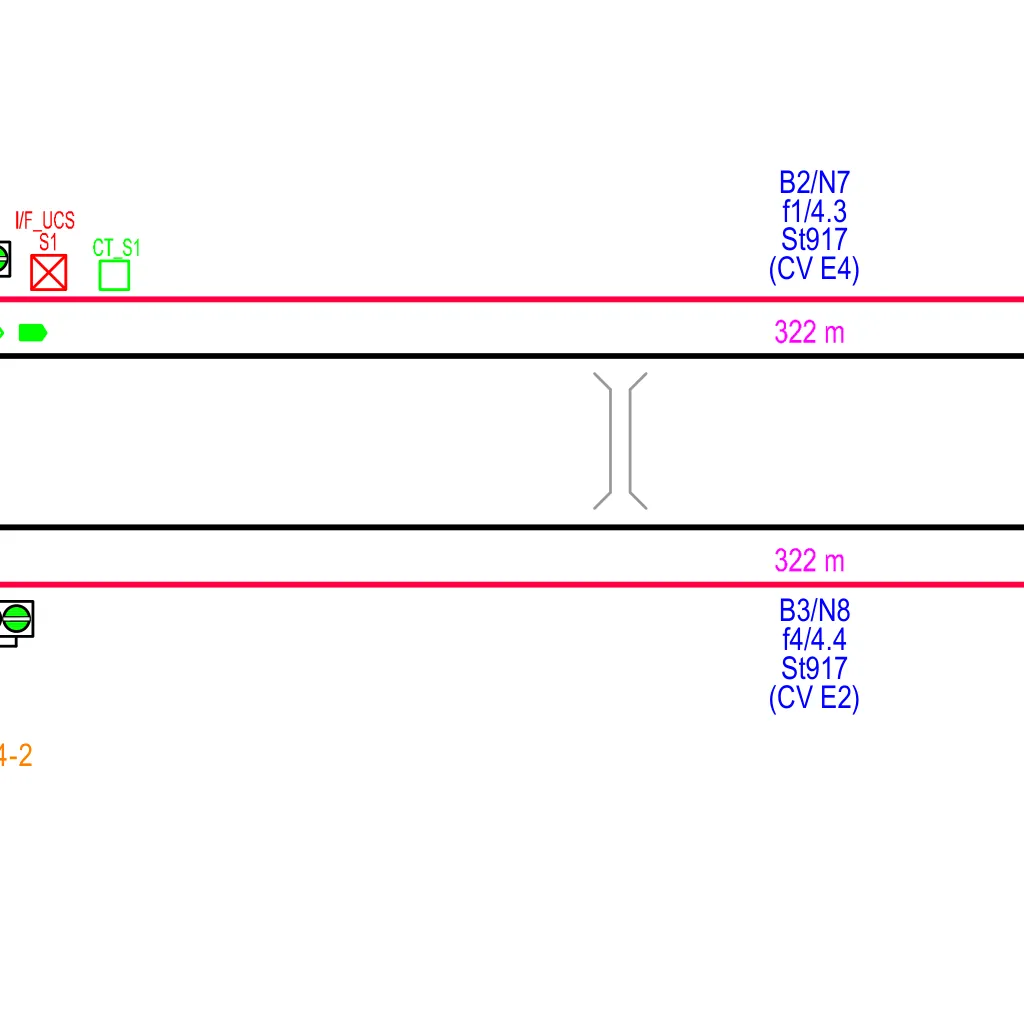 B2/N7
f1/4.3
St917
(CV E4)
I/F_UCS
S1
CT_S1
322 m
322 m
B3/N8
f4/4.4
St917
(CV E2)
4-2